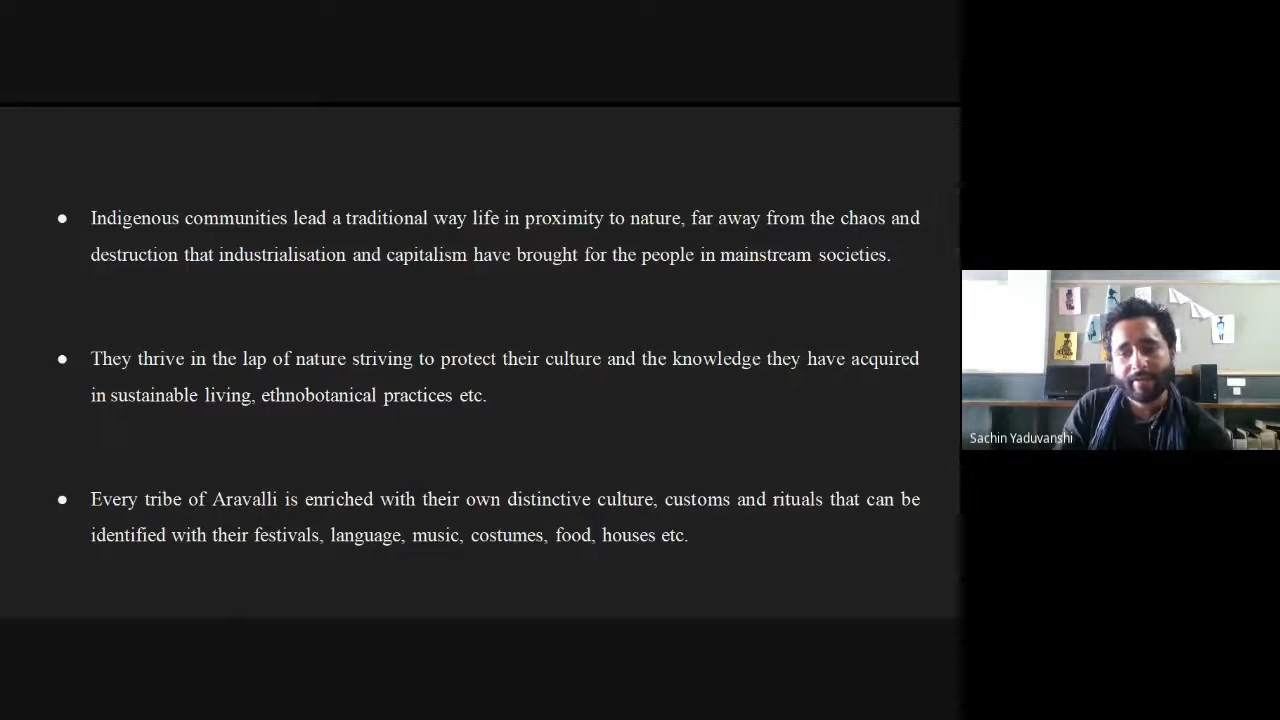 ● Indigenous communities lead a traditional way life in proximity to nature, far away from the chaos and
destruction that industrialisation and capitalism have brought for the people in mainstream societies.
● They thrive in the lap of nature striving to protect their culture and the knowledge they have acquired
in sustainable living, ethnobotanical practices etc.
● Every tribe of Aravalli is enriched with their own distinctive culture, customs and rituals that can be
identified with their festivals, language, music, costumes, food, houses etc.
Sachin Yaduvanshi